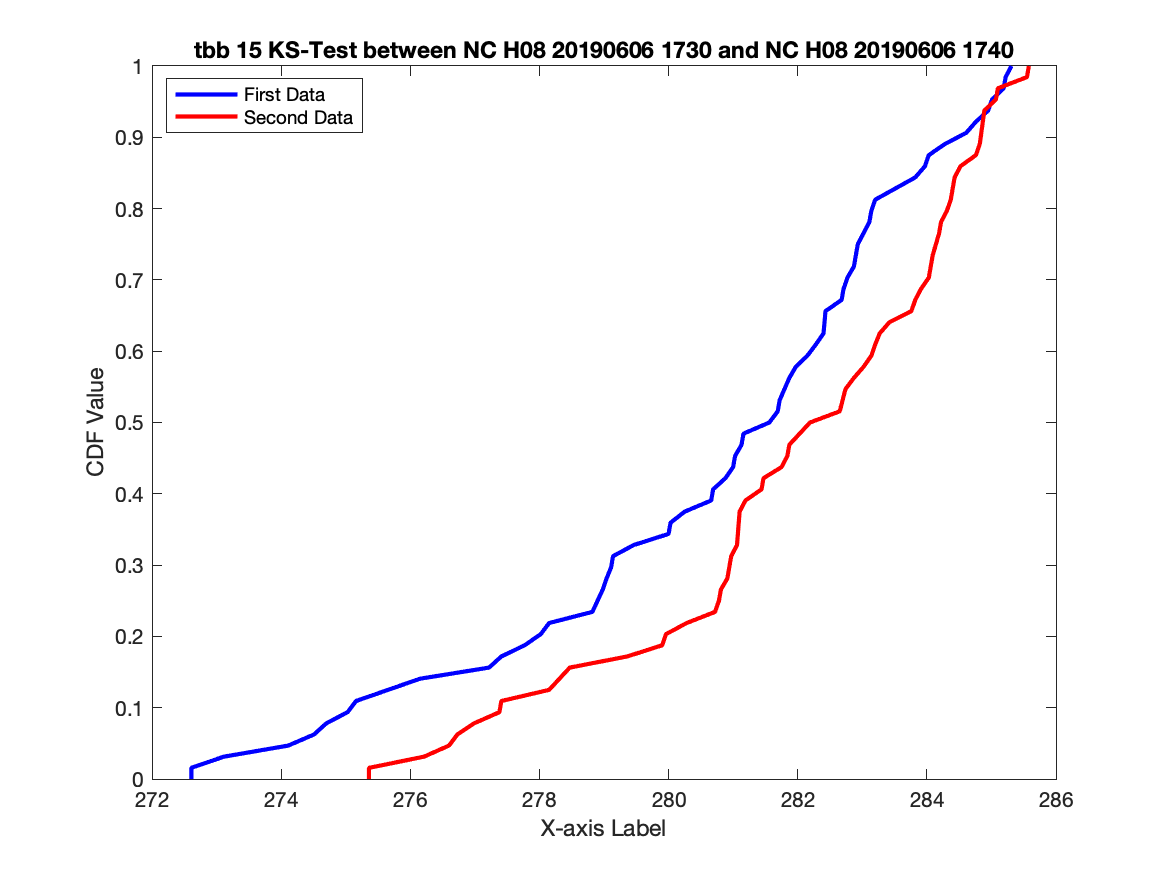 tbb 15 KS-Test between NC H08 20190606 1730 and NC H08 20190606 1740
First Data
Second Data
CDF Value
1
0.9
0.8
0.7
0.6
0.5
0.4
0.3
0.2
0.1
0
272 274 276 278 280 282 284 286
X-axis Label